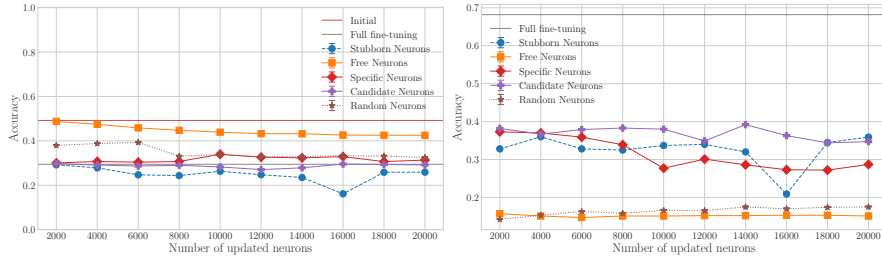 1.0
0.8
0.6
0.4
0.2
0.0
Accuracy
Initial
Full fine-tuning
Stubborn Neurons
Free Neurons
Specific Neurons
Candidate Neurons
Random Neurons
2000 4000 6000 8000 10000 12000 14000 16000 18000 20000
Number of updated neurons
0.7
0.6
0.5
0.4
0.3
0.2
Accuracy
Full fine-tuning
Stubborn Neurons
Free Neurons
Specific Neurons
Candidate Neurons
Random Neurons
2000 4000 6000 8000 10000 12000 14000 16000 18000 20000
Number of updated neurons